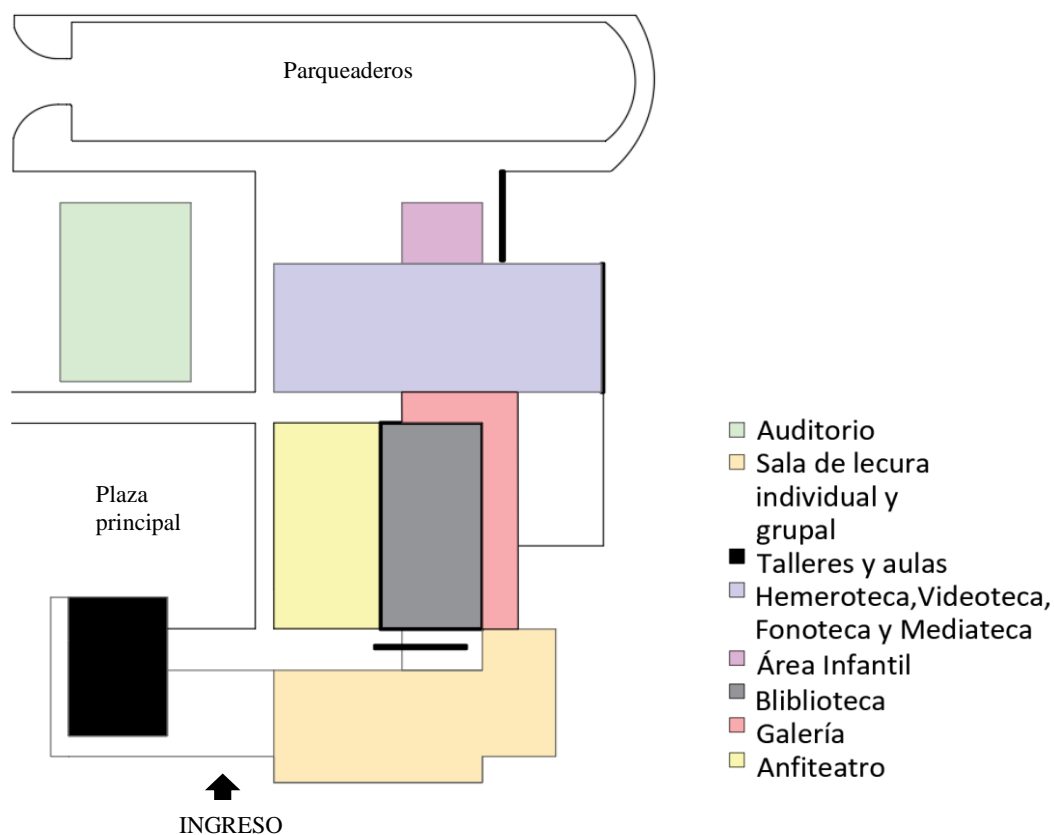 Parqueaderos
Plaza
principal
INGRESO
Auditorio
Sala de lecura
individual y
grupal
Talleres y aulas
Hemeroteca,Videoteca,
Fonoteca y Mediateca
Área Infantil
Bliblioteca
Galería
Anfiteatro